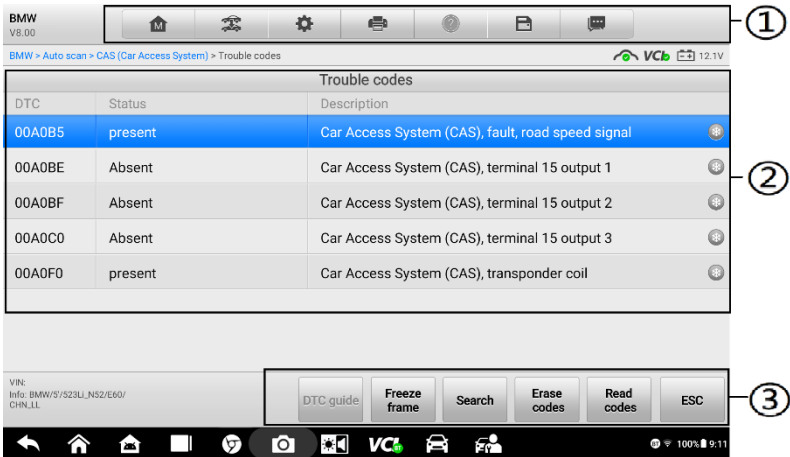 BMW
V8.00
M
①
BMW > Auto scan > CAS (Car Access System) > Trouble codes
VCI
12.1V
Trouble codes
DTC Status Description
00A0B5 present Car Access System (CAS), fault, road speed signal
00A0BE Absent Car Access System (CAS), terminal 15 output 1
②
00A0BF Absent Car Access System (CAS), terminal 15 output 2
00A0C0 Absent Car Access System (CAS), terminal 15 output 3
00A0F0 present Car Access System (CAS), transponder coil
VIN:
Info: BMW/5'/523Li_N52/E60/
CHN_LL
DTC guide
Freeze
frame
Search
Erase
codes
Read
codes
ESC
③
VCI
BT
100% 9:11